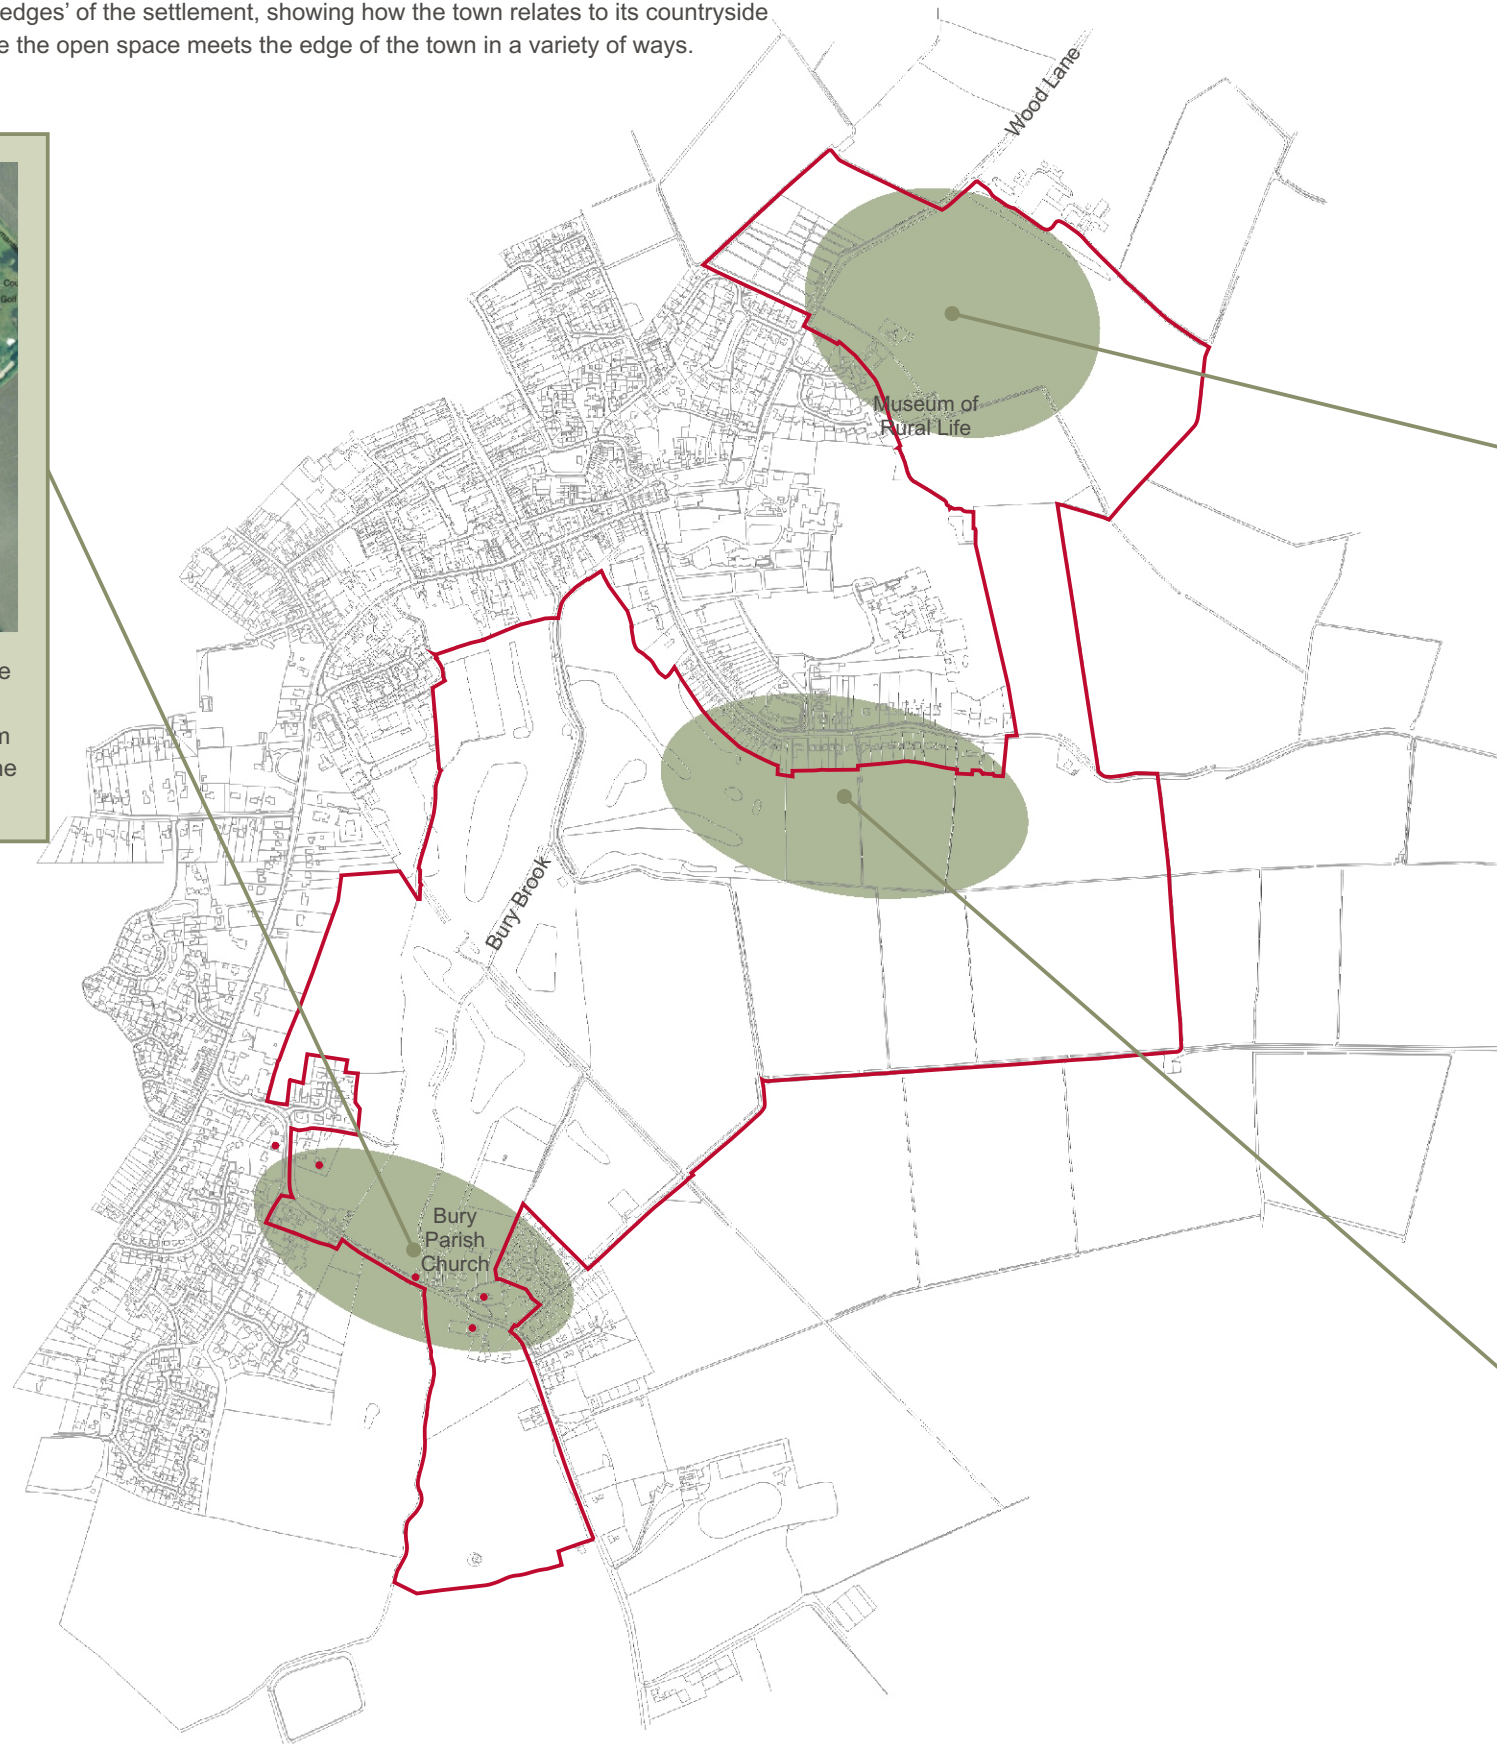 edges’ of the settlement, showing how the town relates to its countryside
the open space meets the edge of the town in a variety of ways.
Wood Lane
Museum of
Rural Life
Bury Brook
Bury
Parish
Church